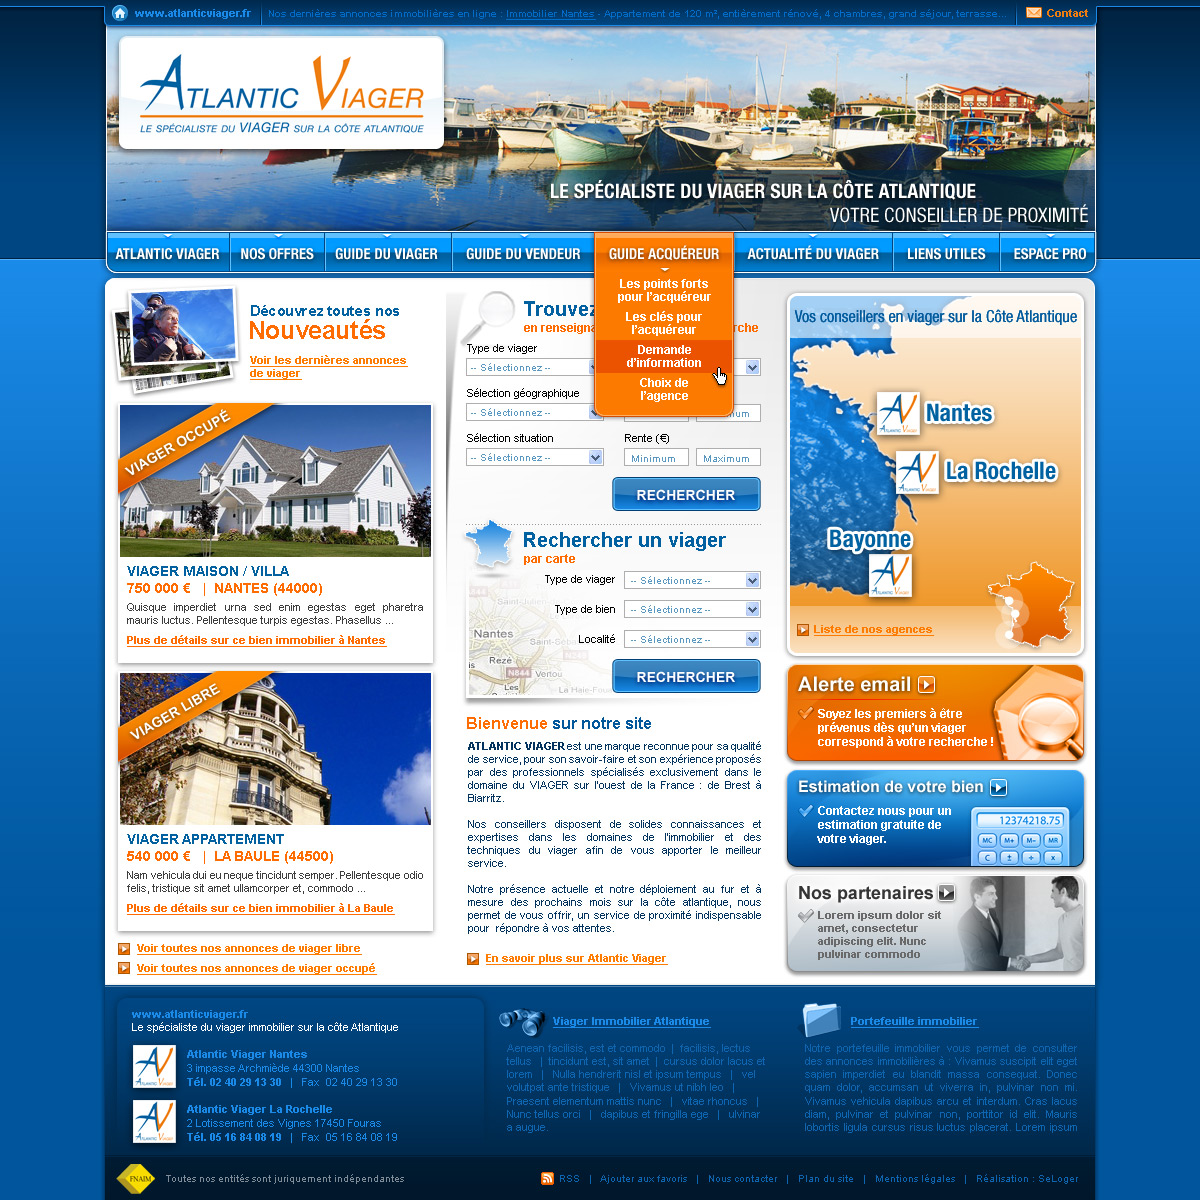 www.atlanticviager.fr
Nos dernières annonces immobilières en ligne : Immobilier Nantes - Appartement de 120 m², entièrement rénové, 4 chambres, grand séjour, terrasse...
Contact
ATLANTIC VIAGER
LE SPÉCIALISTE DU VIAGER SUR LA CÔTE ATLANTIQUE
LE SPÉCIALISTE DU VIAGER SUR LA CÔTE ATLANTIQUE
VOTRE CONSEILLER DE PROXIMITÉ
ATLANTIC VIAGER
NOS OFFRES
GUIDE DU VIAGER
GUIDE DU VENDEUR
GUIDE ACQUÉREUR
ACTUALITÉ DU VIAGER
LIENS UTILES
ESPACE PRO
Les points forts
pour l'acquéreur
Les clés pour
l'acquéreur
Demande
d'information
Choix de
l'agence
Découvrez toutes nos
Nouveautés
Voir les dernières annonces
de viager
VIAGER OCCUPÉ
VIAGER MAISON / VILLA
750 000 € | NANTES (44000)
Quisque imperdiet urna sed enim egestas eget pharetra
mauris luctus. Pellentesque turpis egestas. Phasellus ...
Plus de détails sur ce bien immobilier à Nantes
VIAGER LIBRE
VIAGER APPARTEMENT
540 000 € | LA BAULE (44500)
Nam vehicula dui eu neque tincidunt semper. Pellentesque odio
felis, tristique sit amet ullamcorper et, commodo ...
Plus de détails sur ce bien immobilier à La Baule
Voir toutes nos annonces de viager libre
Voir toutes nos annonces de viager occupé
Trouvez
en renseigna
rche
Type de viager
-- Sélectionnez --
Sélection géographique
-- Sélectionnez --
num
Sélection situation
-- Sélectionnez --
Rente (€)
Minimum
Maximum
RECHERCHER
Rechercher un viager
par carte
Type de viager
-- Sélectionnez --
Type de bien
-- Sélectionnez --
Localité
-- Sélectionnez --
RECHERCHER
Saint-Julien
Nantes
Saint-Sébas
Rezé
N844
Vertou
Les
La Haie-Foua
Bienvenue sur notre site
ATLANTIC VIAGER est une marque reconnue pour sa qualité
de service, pour son savoir-faire et son expérience proposés
par des professionnels spécialisés exclusivement dans le
domaine du VIAGER sur l'ouest de la France : de Brest à
Biarritz.
Nos conseillers disposent de solides connaissances et
expertises dans les domaines de l'immobilier et des
techniques du viager afin de vous apporter le meilleur
service.
Notre présence actuelle et notre déploiement au fur et à
mesure des prochains mois sur la côte atlantique, nous
permet de vous offrir, un service de proximité indispensable
pour répondre à vos attentes.
En savoir plus sur Atlantic Viager
Vos conseillers en viager sur la Côte Atlantique
Nantes
La Rochelle
Bayonne
Liste de nos agences
Alerte email
Soyez les premiers à être
prévenus dès qu'un viager
correspond à votre recherche !
Estimation de votre bien
Contactez nous pour un
estimation gratuite de
votre viager.
12374218.75
MC M+ M- MR
C ± ÷ x
Nos partenaires
Lorem ipsum dolor sit
amet, consectetur
adipiscing elit. Nunc
pulvinar commodo
www.atlanticviager.fr
Le spécialiste du viager immobilier sur la côte Atlantique
Atlantic Viager Nantes
3 impasse Archmiède 44300 Nantes
Tél. 02 40 29 13 30 | Fax 02 40 29 13 30
Atlantic Viager La Rochelle
2 Lotissement des Vignes 17450 Fouras
Tél. 05 16 84 08 19 | Fax 05 16 84 08 19
Viager Immobilier Atlantique
Aenean facilisis, est et commodo | facilisis, lectus
tellus | tincidunt est, sit amet | cursus dolor lacus et
lorem | Nulla hendrerit nisl et ipsum tempus | vel
volutpat ante tristique | Vivamus ut nibh leo |
Praesent elementum mattis nunc | vitae rhoncus |
Nunc tellus orci | dapibus et fringilla ege | ulvinar
a augue.
Portefeuille immobilier
Notre portefeuille immobilier vous permet de consulter
des annonces immobilières à : Vivamus suscipit elit eget
sapien imperdiet eu blandit massa consequat. Donec
quam dolor, accumsan ut viverra in, pulvinar non mi.
Vivamus vehicula dapibus arcu et interdum. Cras lacus
diam, pulvinar et pulvinar non, porttitor id elit. Mauris
lobortis ligula cursus risus luctus placerat. Lorem ipsum
FNAIM
Toutes nos entités sont juriquement indépendantes
RSS | Ajouter aux favoris | Nous contacter | Plan du site | Mentions légales | Réalisation : SeLoger